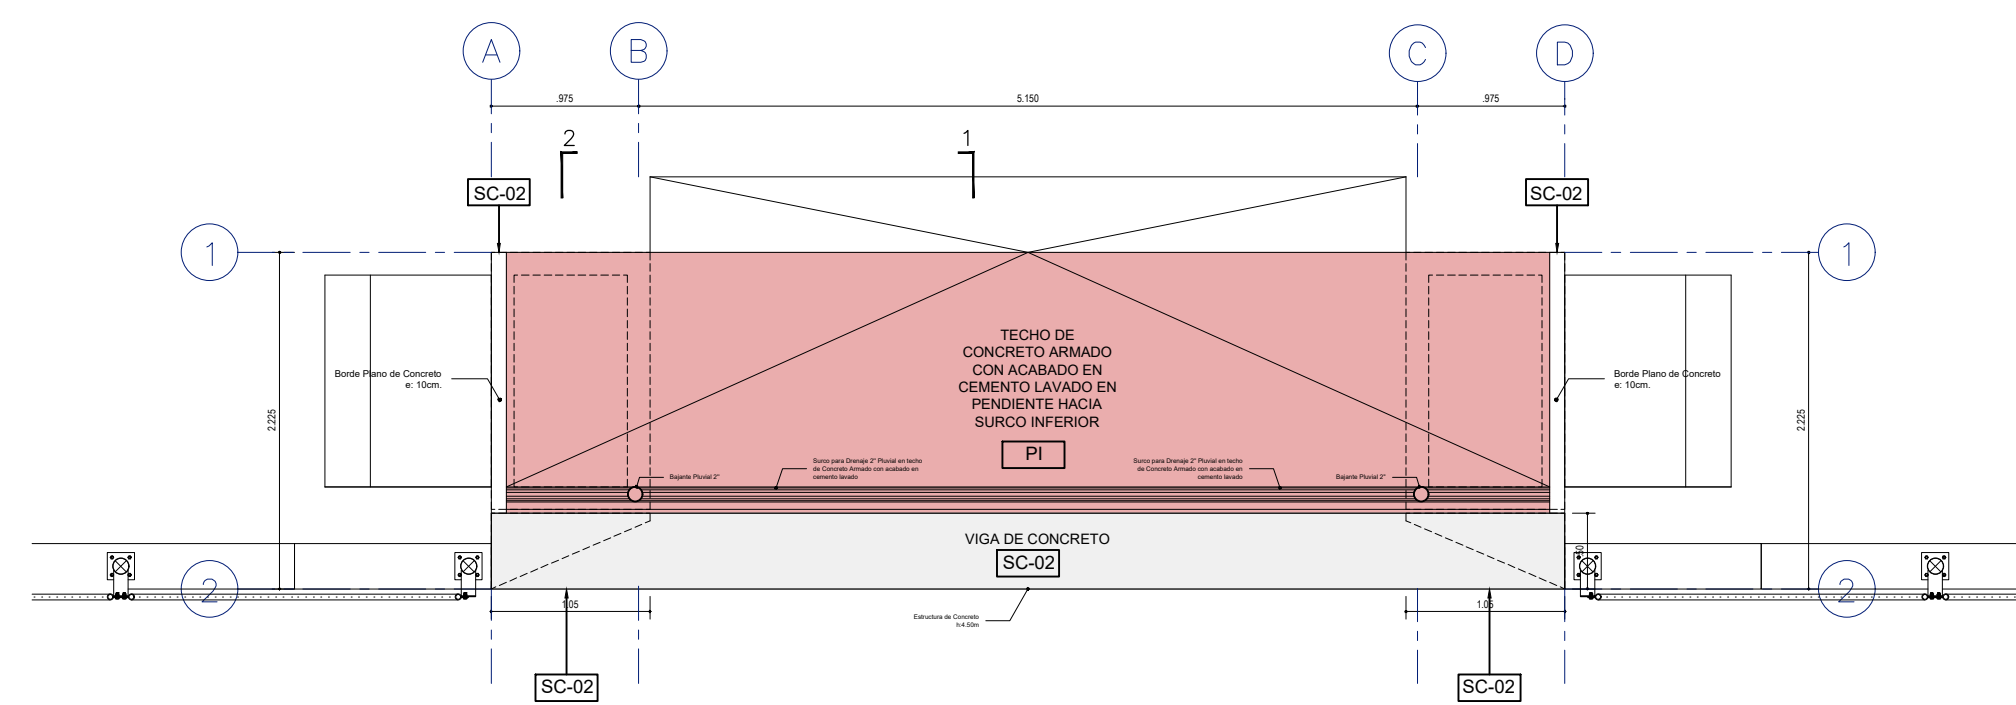 A
B
C
D
.975
5.150
.975
2
1
SC-02
SC-02
1
1
TECHO DE
CONCRETO ARMADO
CON ACABADO EN
CEMENTO LAVADO EN
PENDIENTE HACIA
SURCO INFERIOR
PI
Borde Plano de Concreto
e: 10cm.
Borde Plano de Concreto
e: 10cm.
2.225
2.225
Bajante Pluvial 2"
Surco para Drenaje 2" Pluvial en techo
de Concreto Armado con acabado en
cemento lavado
Surco para Drenaje 2" Pluvial en techo
de Concreto Armado con acabado en
cemento lavado
Bajante Pluvial 2"
VIGA DE CONCRETO
SC-02
2
2
1.05
1.05
Estructura de Concreto
h:4.50m
SC-02
SC-02